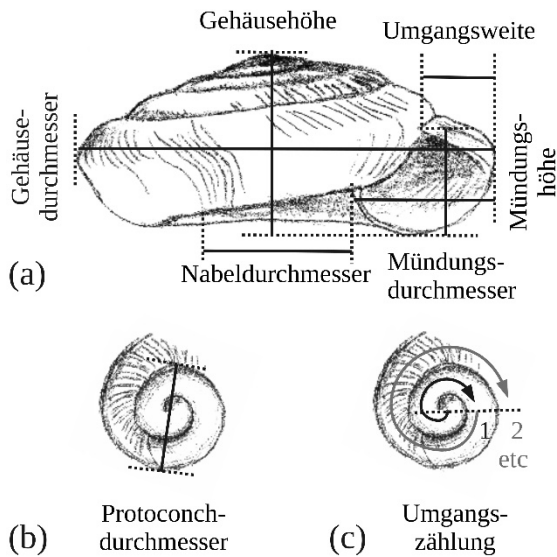 Gehäusehöhe
Umgangsweite
Gehäuse-
durchmesser
Mündungs-
höhe
Nabeldurchmesser
Mündungs-
durchmesser
(a)
1
2
etc
(b)
Protoconch-
durchmesser
(c)
Umgangs-
zählung